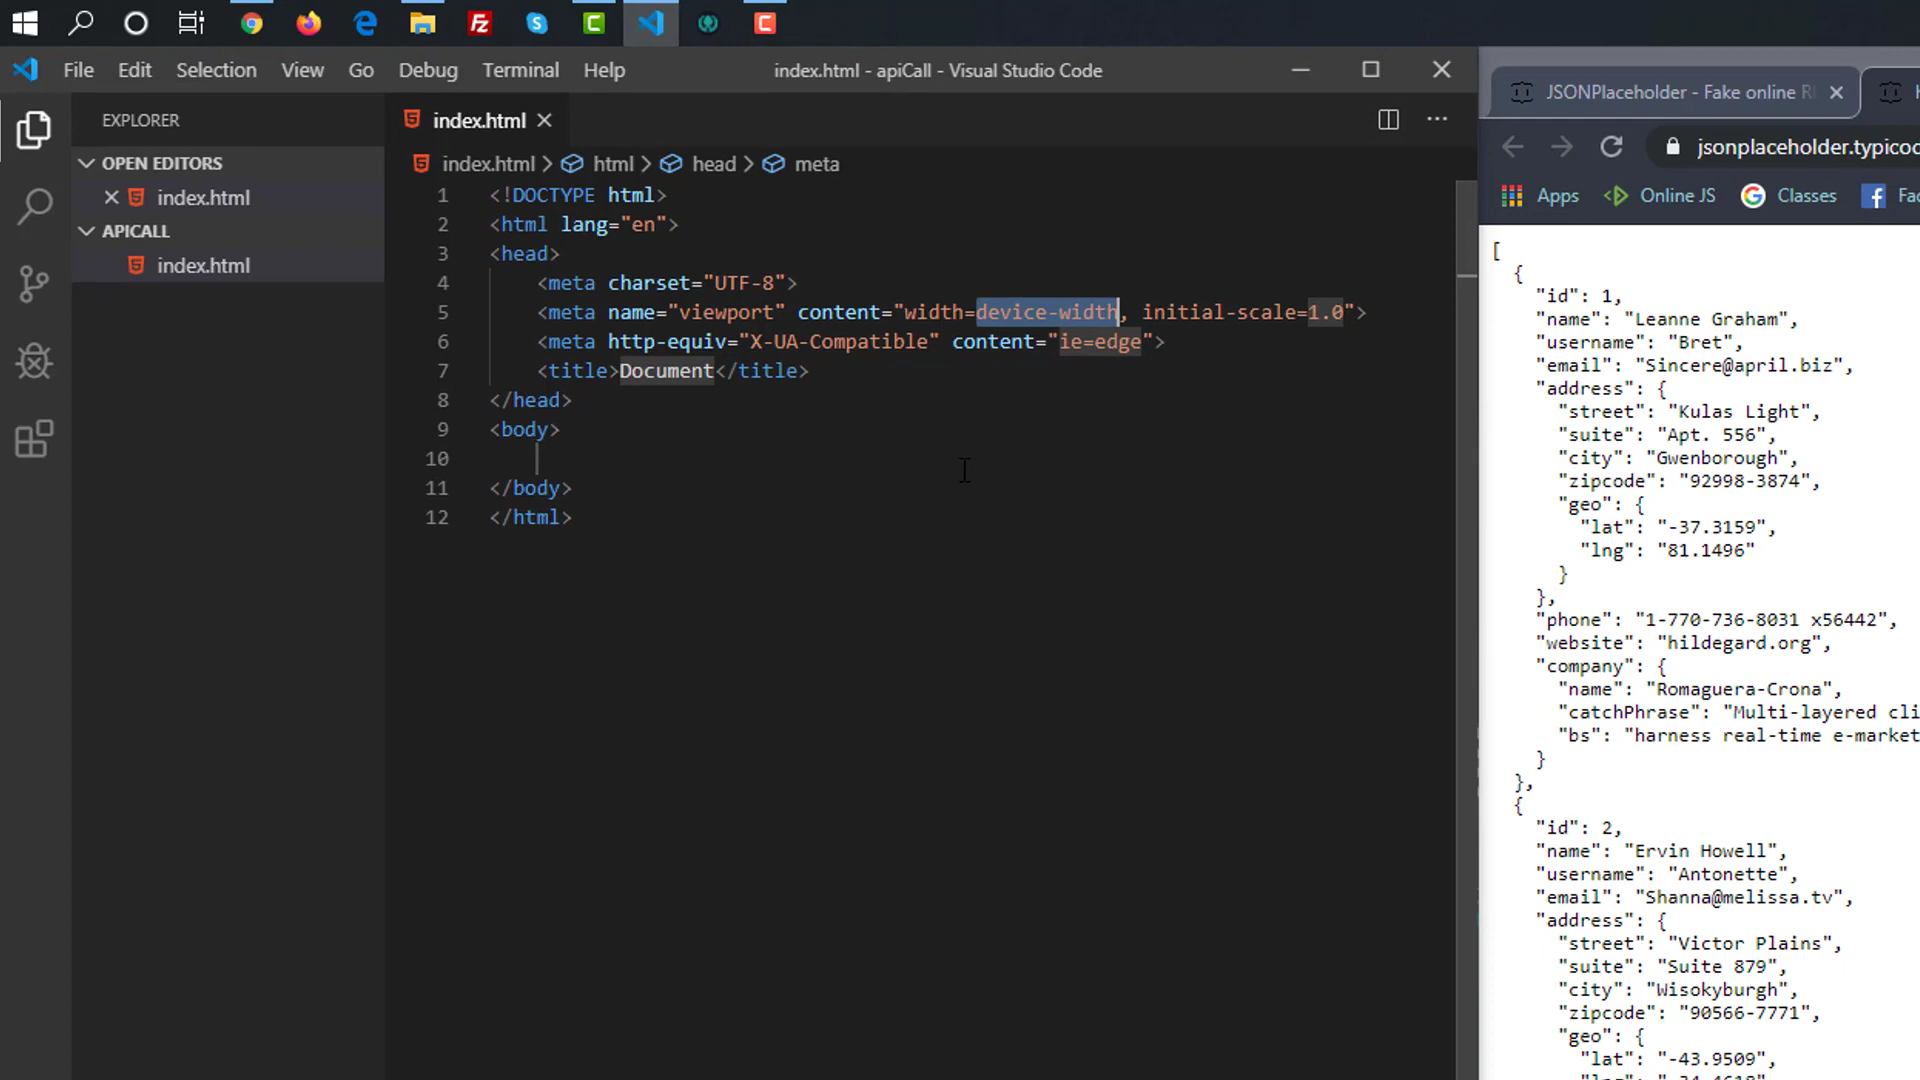 File Edit Selection View Go Debug Terminal Help
index.html - apiCall - Visual Studio Code
EXPLORER
OPEN EDITORS
index.html
APICALL
index.html
index.html
index.html > html > head > meta
1 <!DOCTYPE html>
2 <html lang="en">
3 <head>
4 <meta charset="UTF-8">
5 <meta name="viewport" content="width=device-width, initial-scale=1.0">
6 <meta http-equiv="X-UA-Compatible" content="ie=edge">
7 <title>Document</title>
8 </head>
9 <body>
10
11 </body>
12 </html>
JSONPlaceholder - Fake online R
jsonplaceholder.typico
Apps Online JS Classes Fa
[
{
"id": 1,
"name": "Leanne Graham",
"username": "Bret",
"email": "Sincere@april.biz",
"address": {
"street": "Kulas Light",
"suite": "Apt. 556",
"city": "Gwenborough",
"zipcode": "92998-3874",
"geo": {
"lat": "-37.3159",
"lng": "81.1496"
}
},
"phone": "1-770-736-8031 x56442",
"website": "hildegard.org",
"company": {
"name": "Romaguera-Crona",
"catchPhrase": "Multi-layered cli
"bs": "harness real-time e-market
}
},
{
"id": 2,
"name": "Ervin Howell",
"username": "Antonette",
"email": "Shanna@melissa.tv",
"address": {
"street": "Victor Plains",
"suite": "Suite 879",
"city": "Wisokyburgh",
"zipcode": "90566-7771",
"geo": {
"lat": "-43.9509",